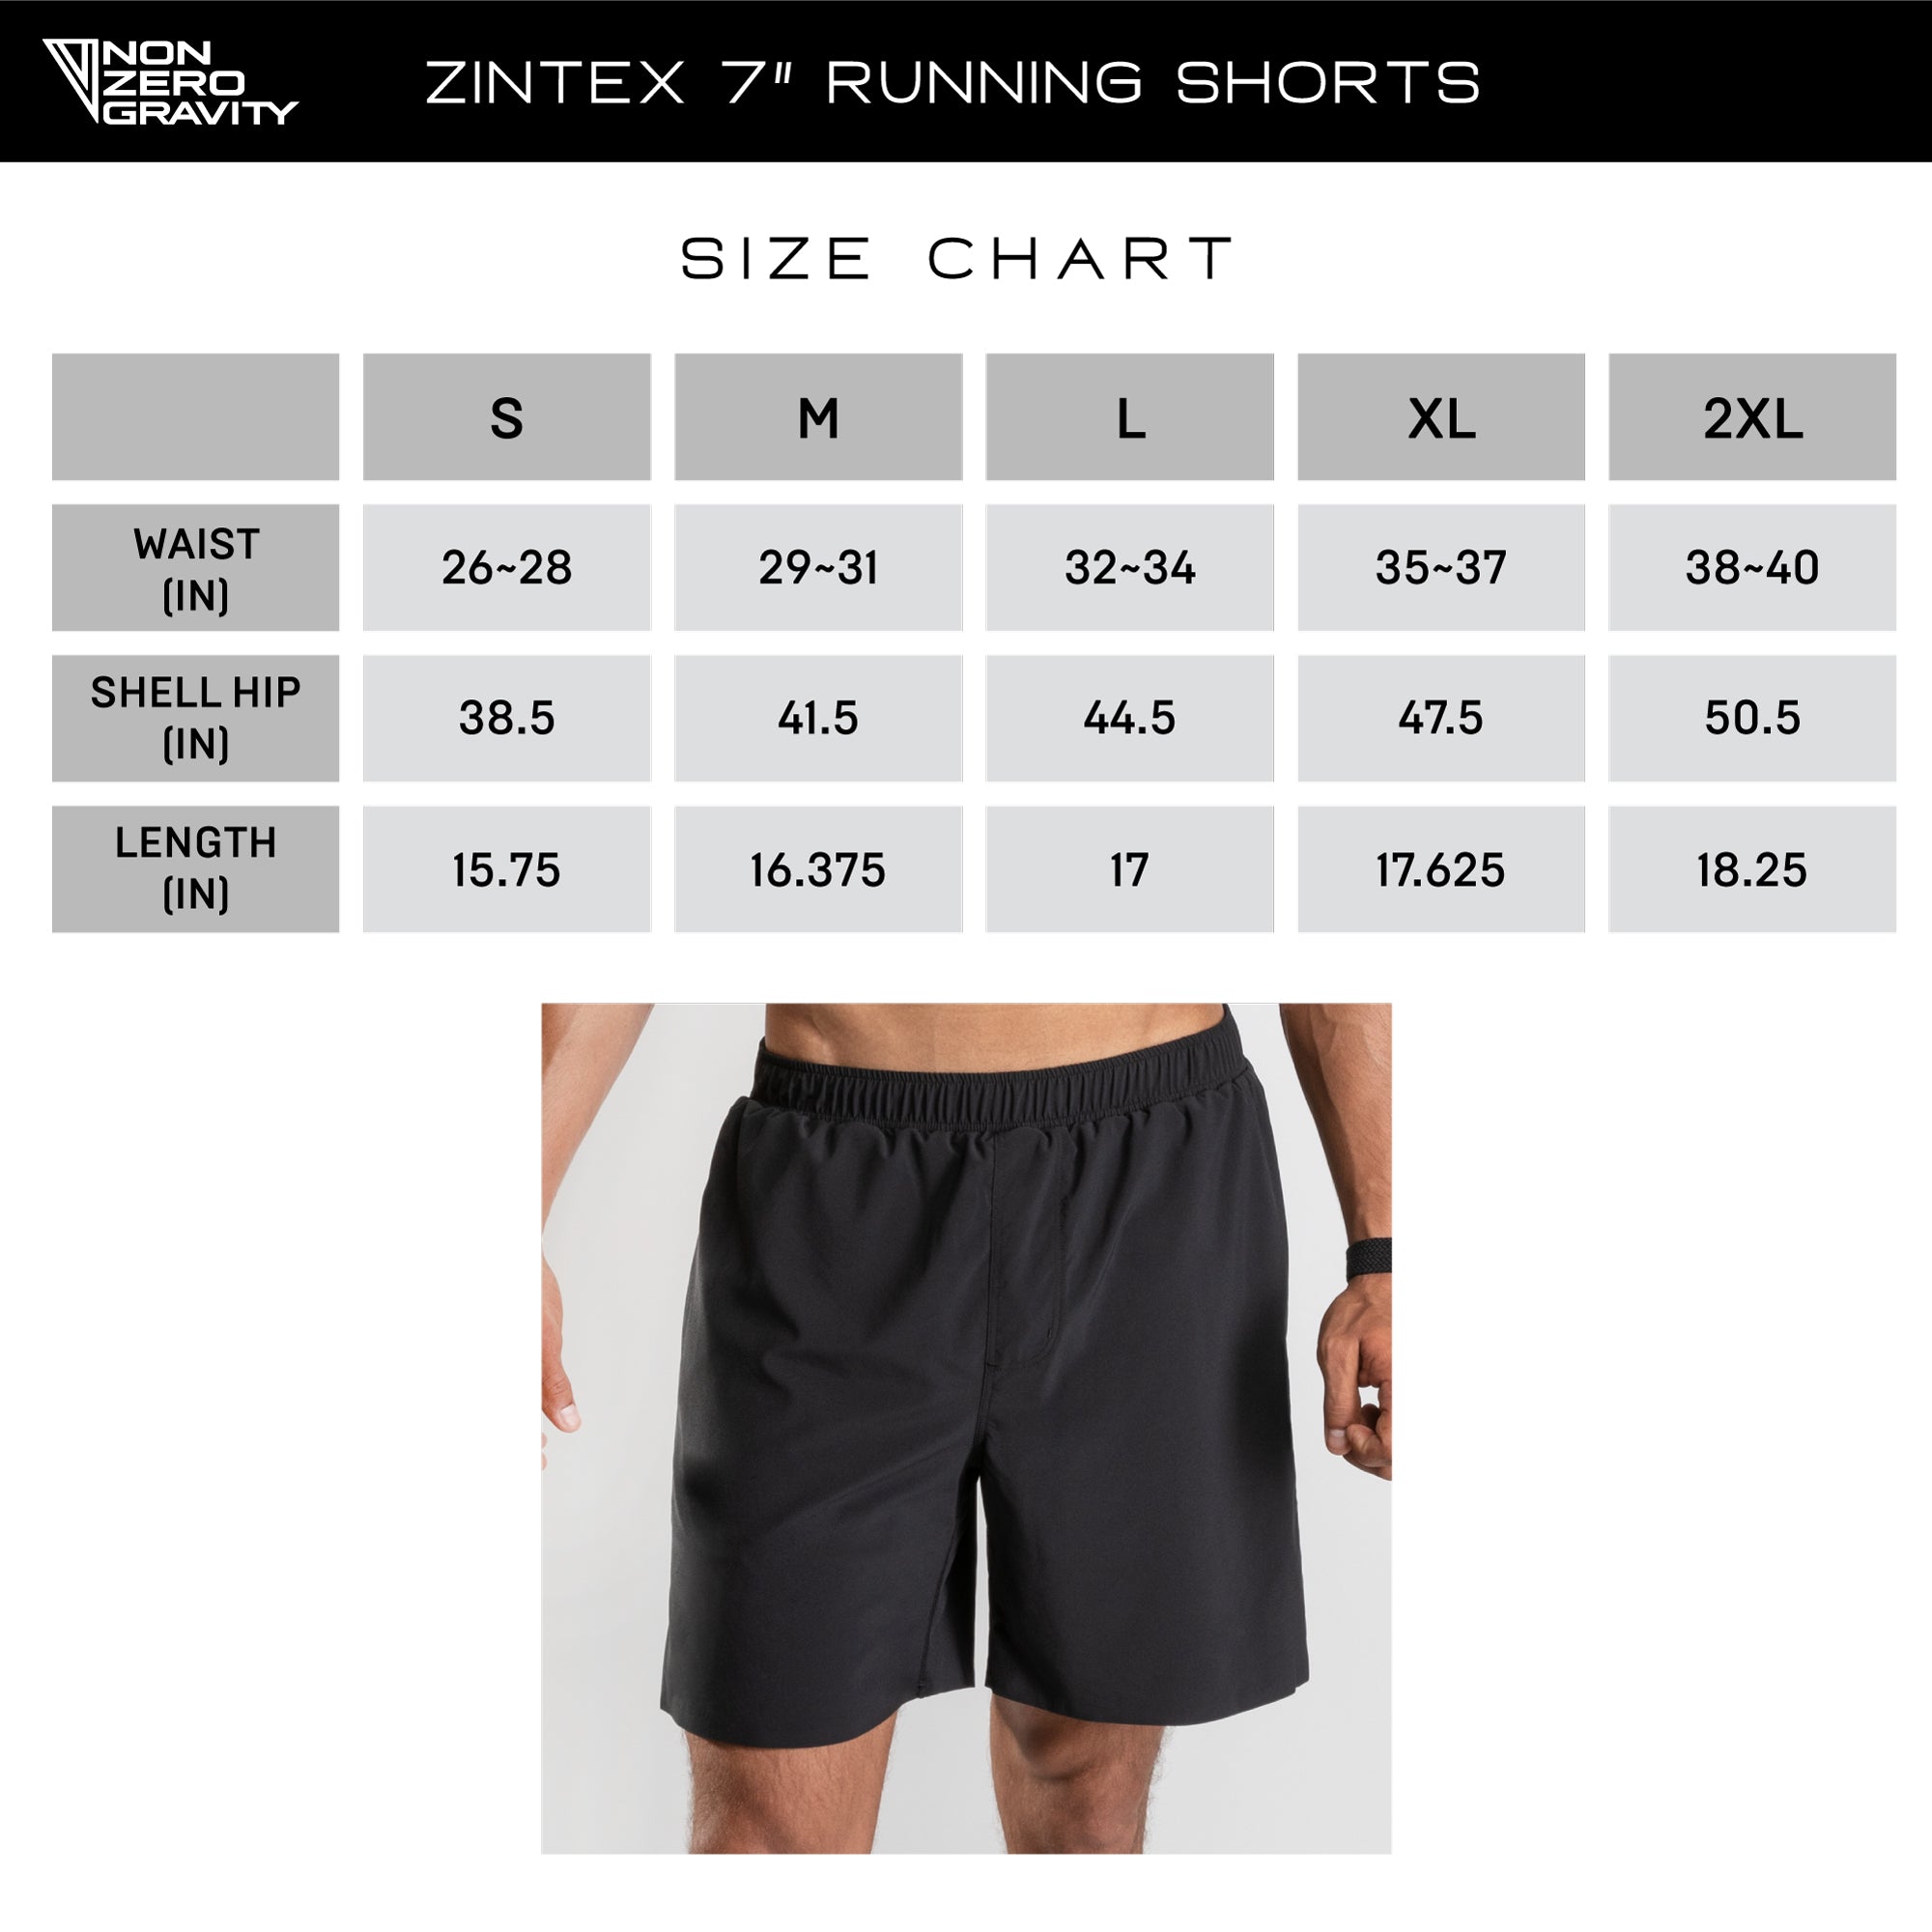 NON
ZERO
GRAVITY
ZINTEX 7" RUNNING SHORTS
SIZE CHART
S M L XL 2XL
WAIST
(IN)
26~28 29~31 32~34 35~37 38~40
SHELL HIP
(IN)
38.5 41.5 44.5 47.5 50.5
LENGTH
(IN)
15.75 16.375 17 17.625 18.25